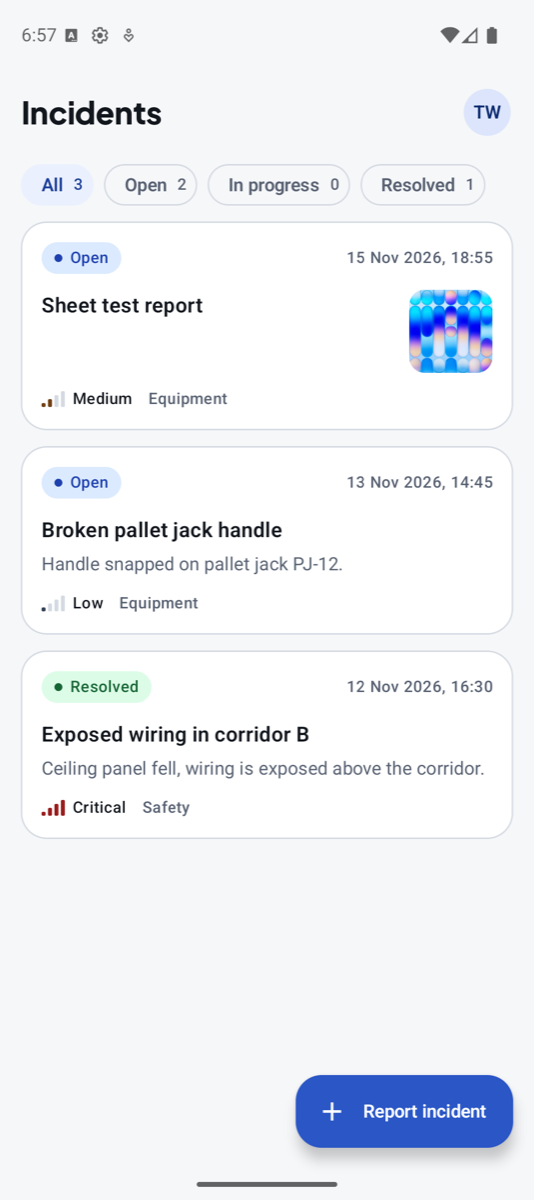 6:57
Incidents
TW
All 3 Open 2 In progress 0 Resolved 1
Open 15 Nov 2026, 18:55
Sheet test report
Medium Equipment
Open 13 Nov 2026, 14:45
Broken pallet jack handle
Handle snapped on pallet jack PJ-12.
Low Equipment
Resolved 12 Nov 2026, 16:30
Exposed wiring in corridor B
Ceiling panel fell, wiring is exposed above the corridor.
Critical Safety
+ Report incident